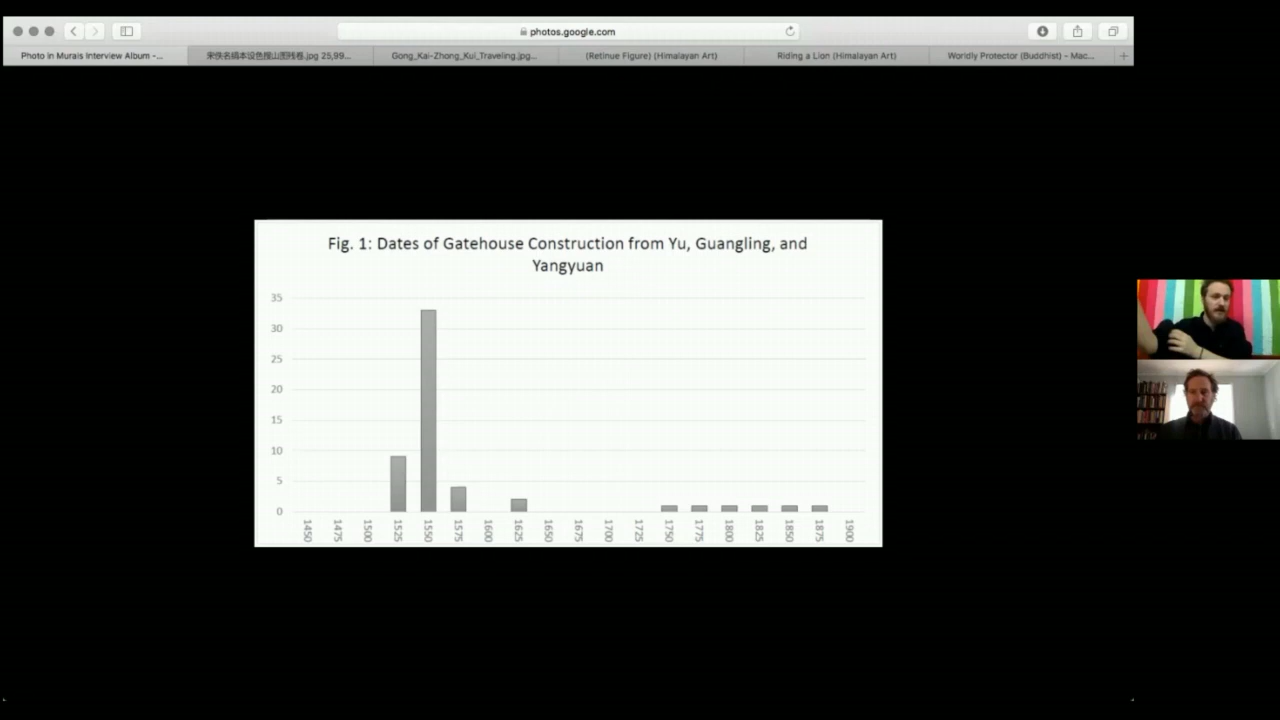 photos.google.com
Photo in Murals Interview Album -...
宋佚名绢本设色搜山图残卷.jpg 25,99...
Gong_Kai-Zhong_Kui_Traveling.jpg...
(Retinue Figure) (Himalayan Art)
Riding a Lion (Himalayan Art)
Worldly Protector (Buddhist) - Mac...
Fig. 1: Dates of Gatehouse Construction from Yu, Guangling, and
Yangyuan
35
30
25
20
15
10
5
0
1450 1475 1500 1525 1550 1575 1600 1625 1650 1675 1700 1725 1750 1775 1800 1825 1850 1875 1900